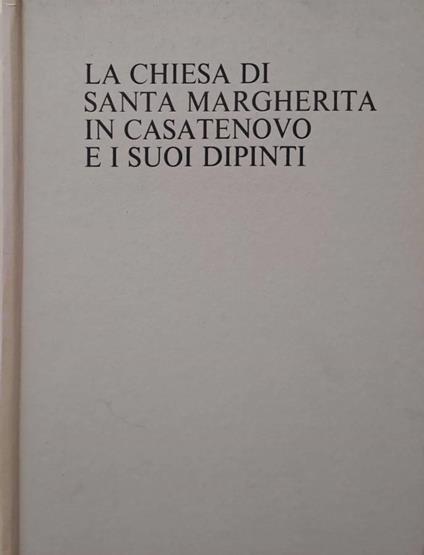 LA CHIESA DI
SANTA MARGHERITA
IN CASATENOVO
E I SUOI DIPINTI